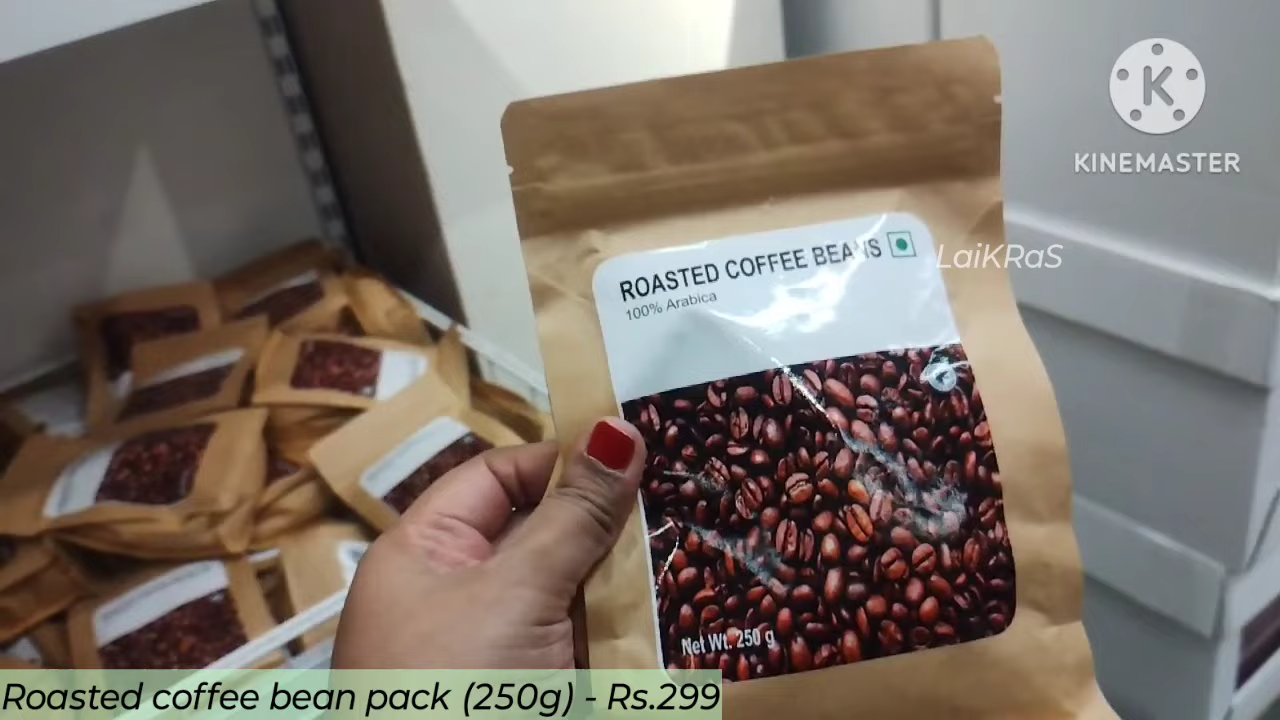 KINEMASTER
ROASTED COFFEE BEANS
100% Arabica
LaiKRaS
Net Wt. 250 g
Roasted coffee bean pack (250g) - Rs.299